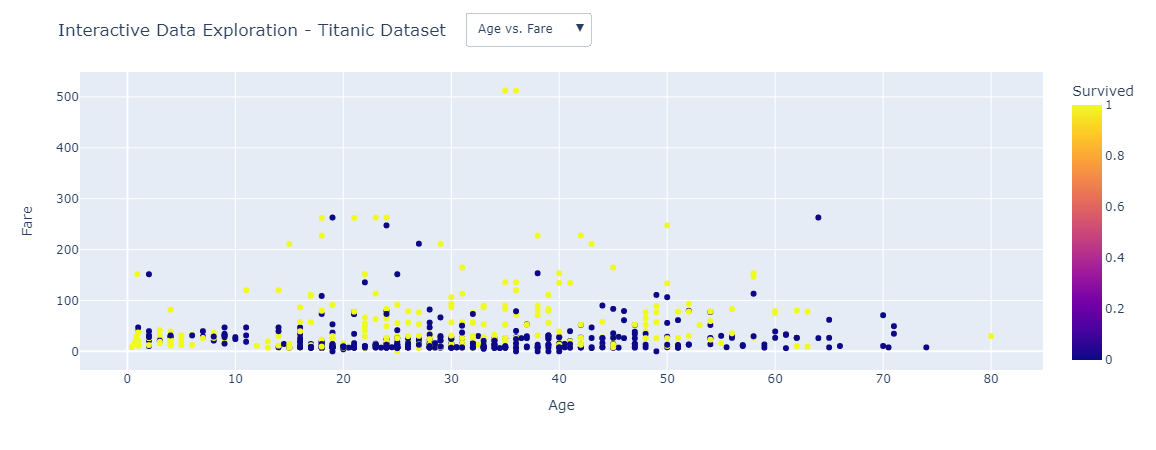 Interactive Data Exploration - Titanic Dataset
Age vs. Fare ▼
Survived
1
0.8
0.6
0.4
0.2
0
Fare
500
400
300
200
100
0
0 10 20 30 40 50 60 70 80
Age